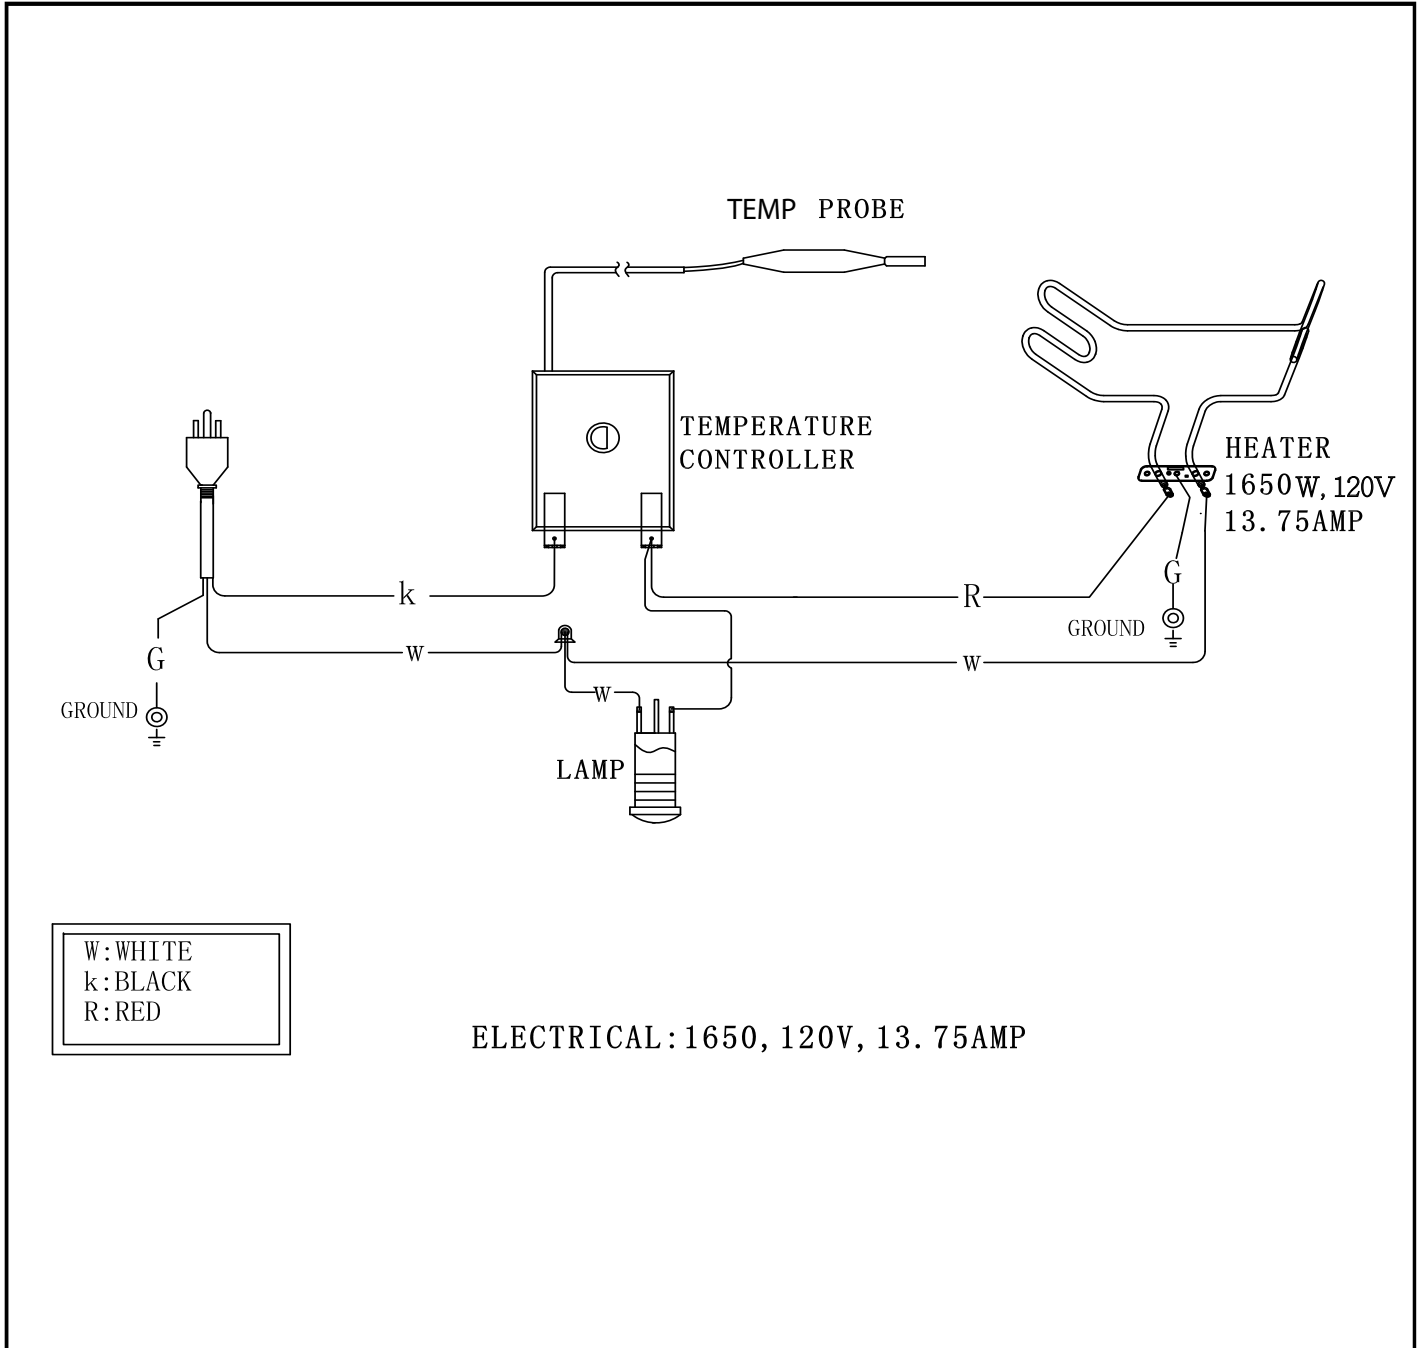 TEMP PROBE
TEMPERATURE
CONTROLLER
HEATER
1650W, 120V
13. 75AMP
k
R
G
GROUND
G
W
W
W
GROUND
LAMP
W:WHITE
k:BLACK
R:RED
ELECTRICAL:1650, 120V, 13. 75AMP